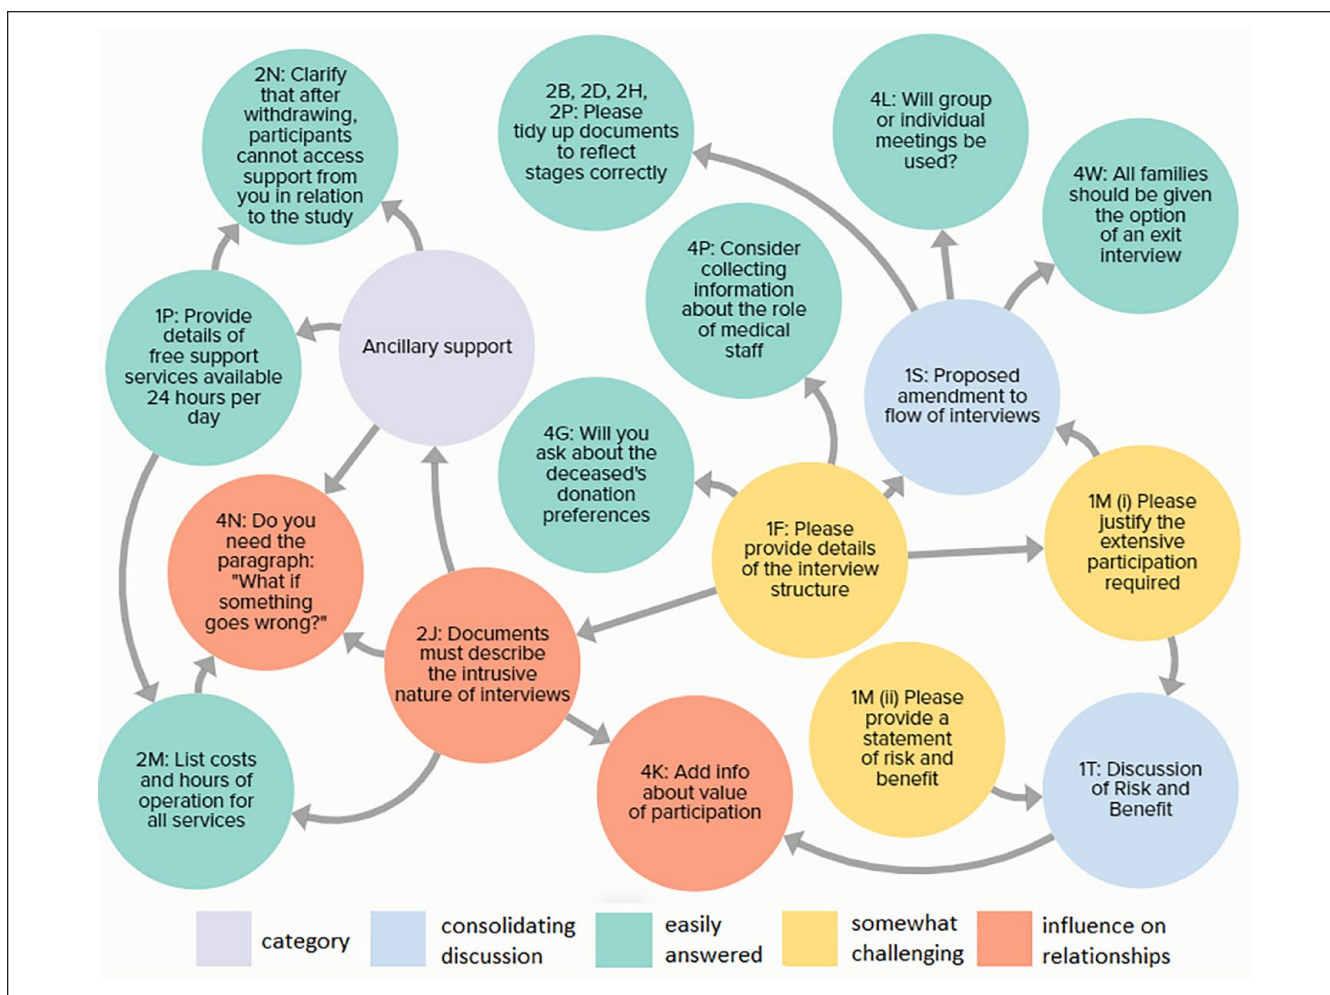 2N: Clarify
that after
withdrawing,
participants
cannot access
support from
you in relation
to the study
2B, 2D, 2H,
2P: Please
tidy up documents
to reflect
stages correctly
4L: Will group
or individual
meetings be
used?
4W: All families
should be given
the option
of an exit
interview
4P: Consider
collecting
information
about the role
of medical
staff
1P: Provide
details of
free support
services available
24 hours per
day
Ancillary support
1S: Proposed
amendment to
flow of interviews
4G: Will you
ask about the
deceased's
donation
preferences
4N: Do you
need the
paragraph:
"What if
something
goes wrong?"
1F: Please
provide details
of the interview
structure
1M (i) Please
justify the
extensive
participation
required
2J: Documents
must describe
the intrusive
nature of interviews
1M (ii) Please
provide a
statement
of risk and
benefit
2M: List costs
and hours of
operation for
all services
4K: Add info
about value
of participation
1T: Discussion
of Risk and
Benefit
category
consolidating
discussion
easily
answered
somewhat
challenging
influence on
relationships